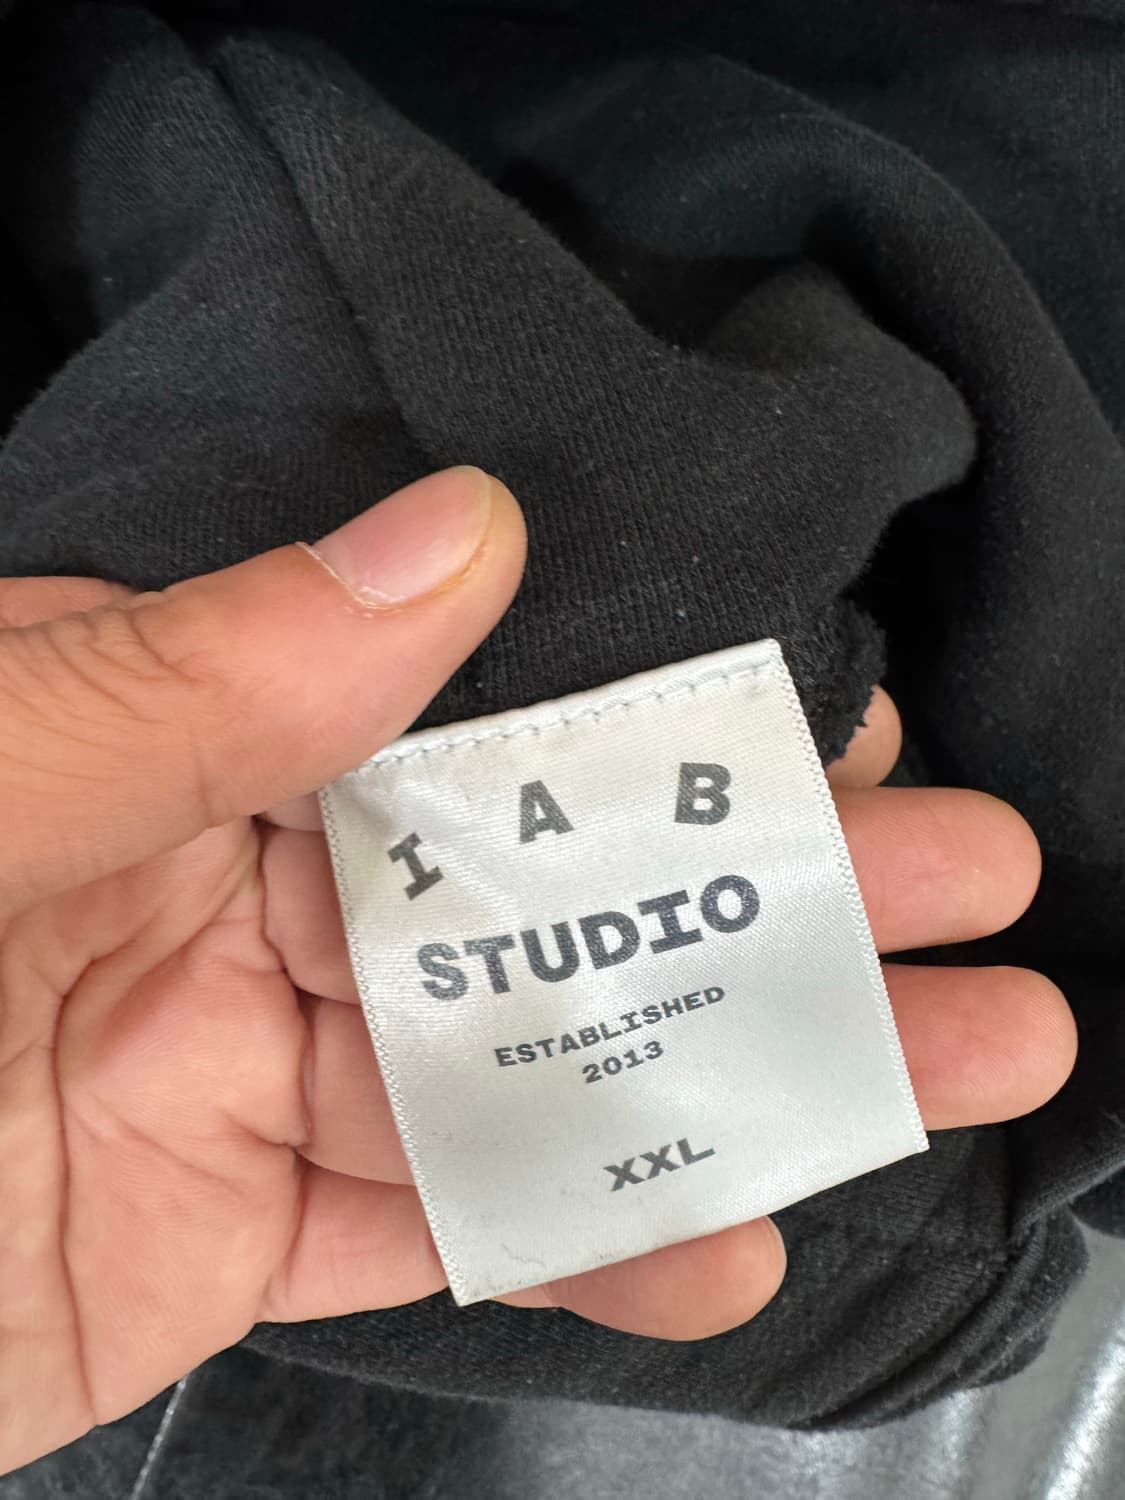 I A B
STUDIO
ESTABLISHED
2013
XXL